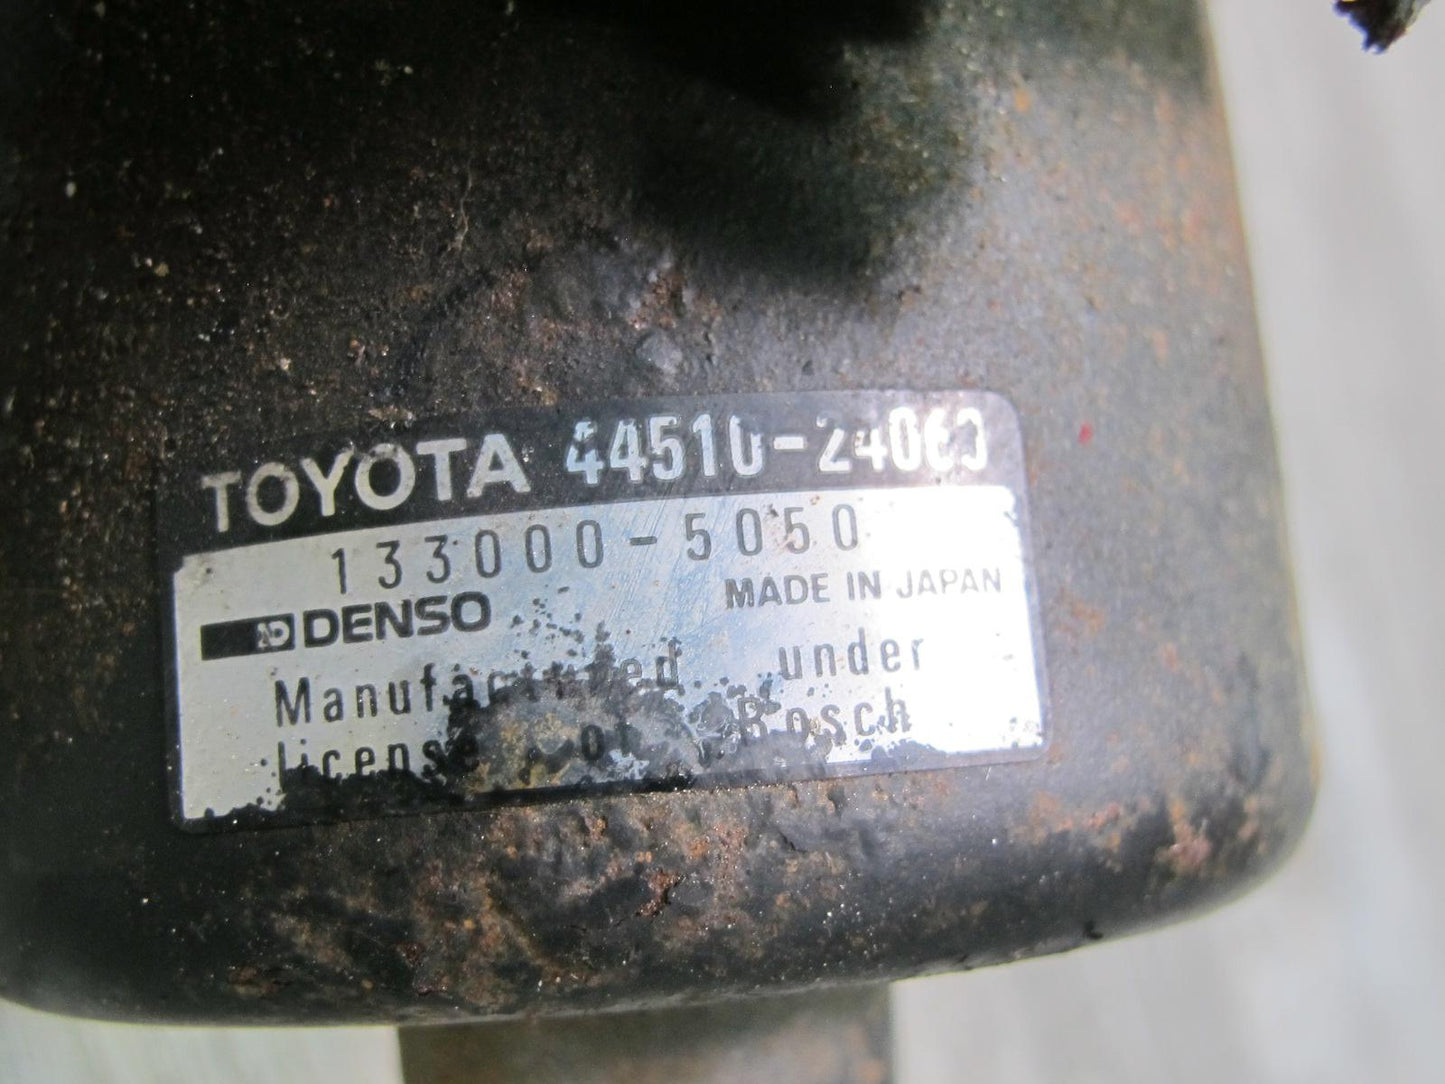 TOYOTA 44510-24060
133000-5050
DENSO MADE IN JAPAN
Manufactured under
license of Bosch